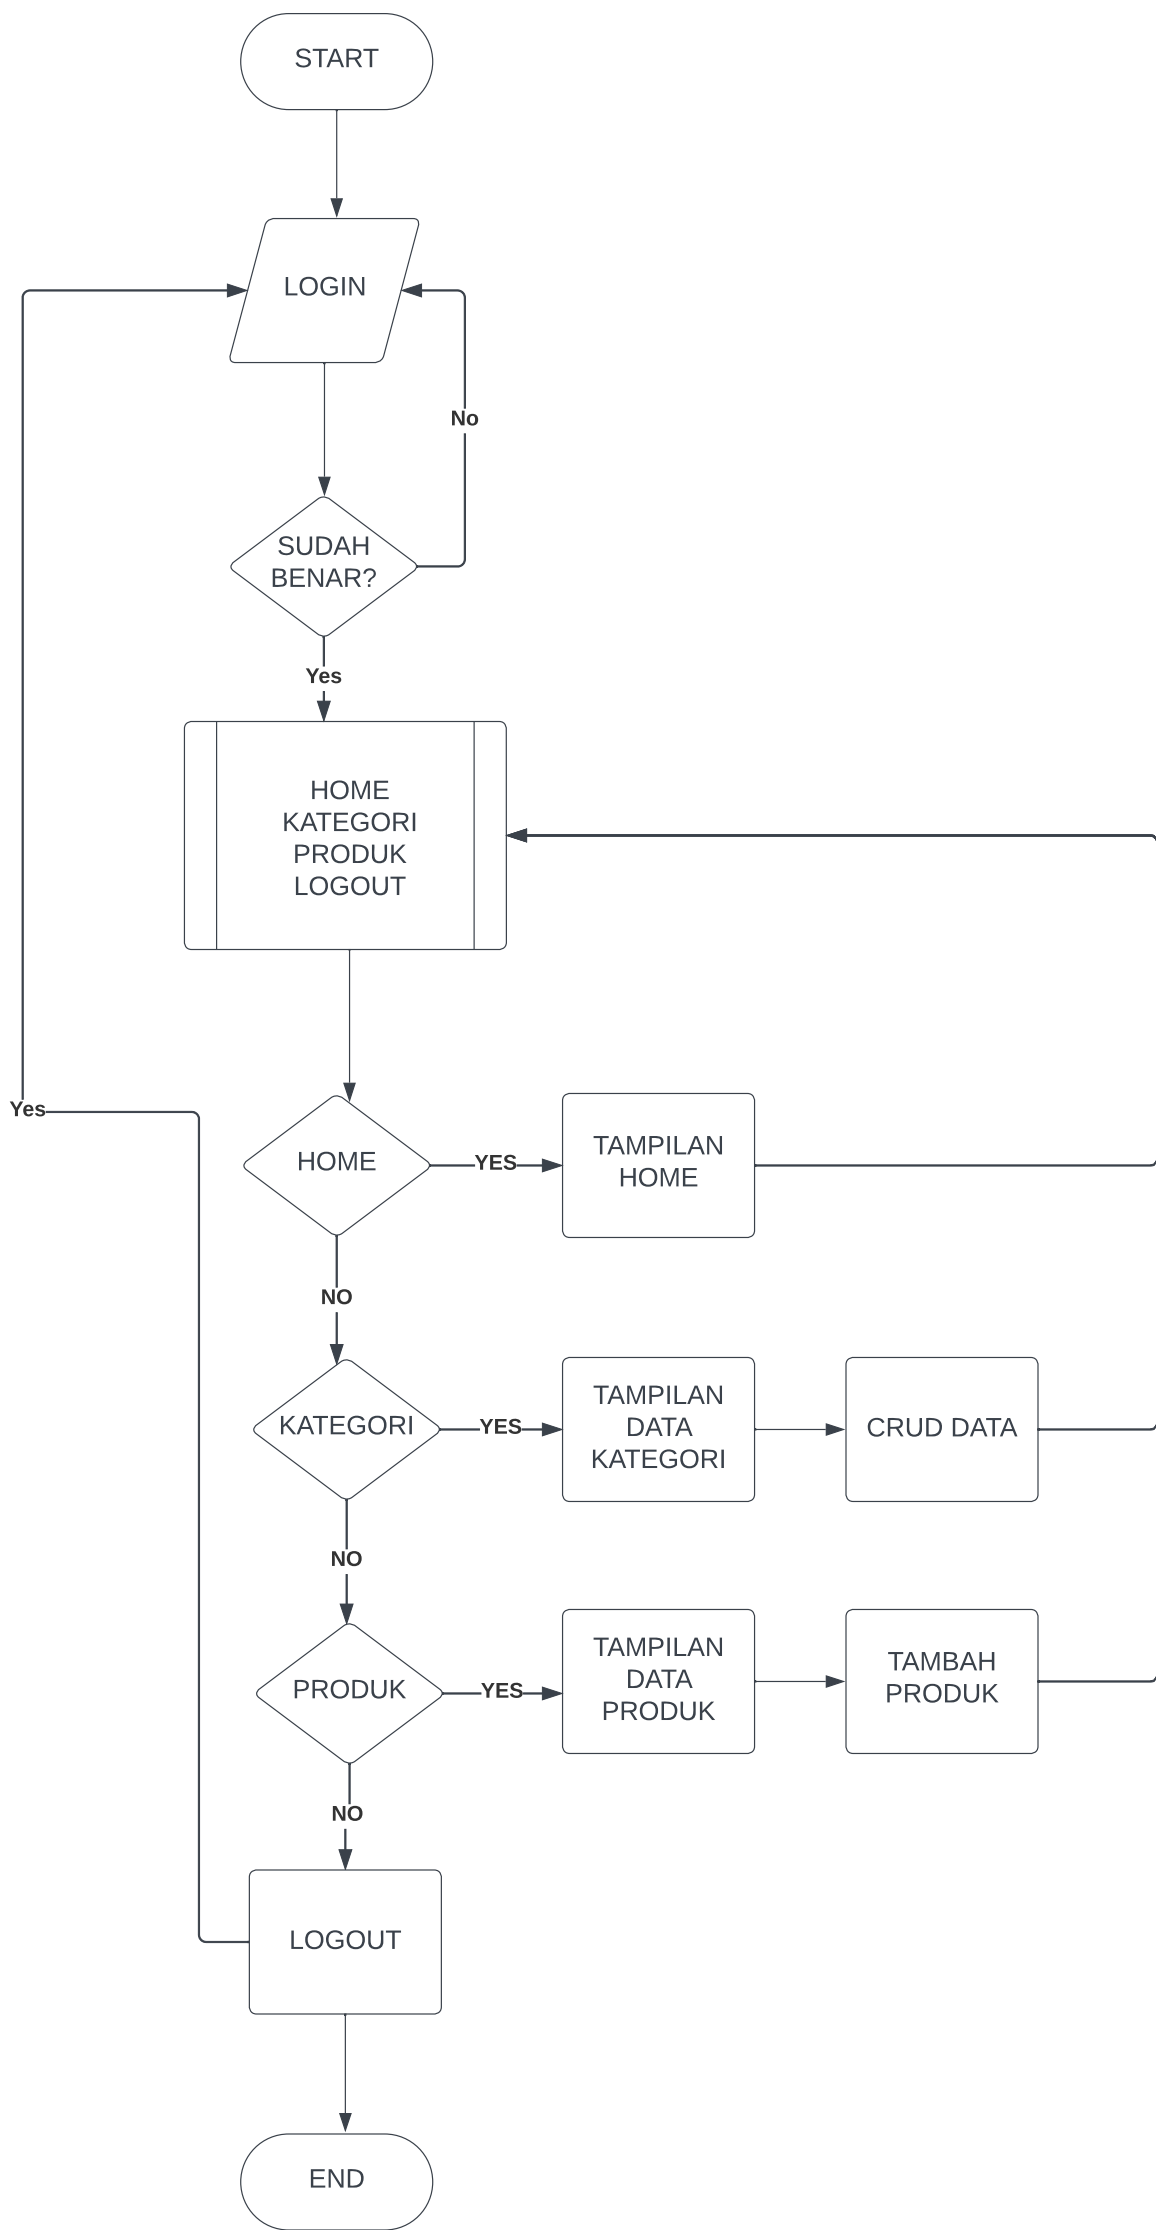 START
LOGIN
No
SUDAH
BENAR?
Yes
HOME
KATEGORI
PRODUK
LOGOUT
Yes
HOME
YES
TAMPILAN
HOME
NO
KATEGORI
YES
TAMPILAN
DATA
KATEGORI
CRUD DATA
NO
PRODUK
YES
TAMPILAN
DATA
PRODUK
TAMBAH
PRODUK
NO
LOGOUT
END